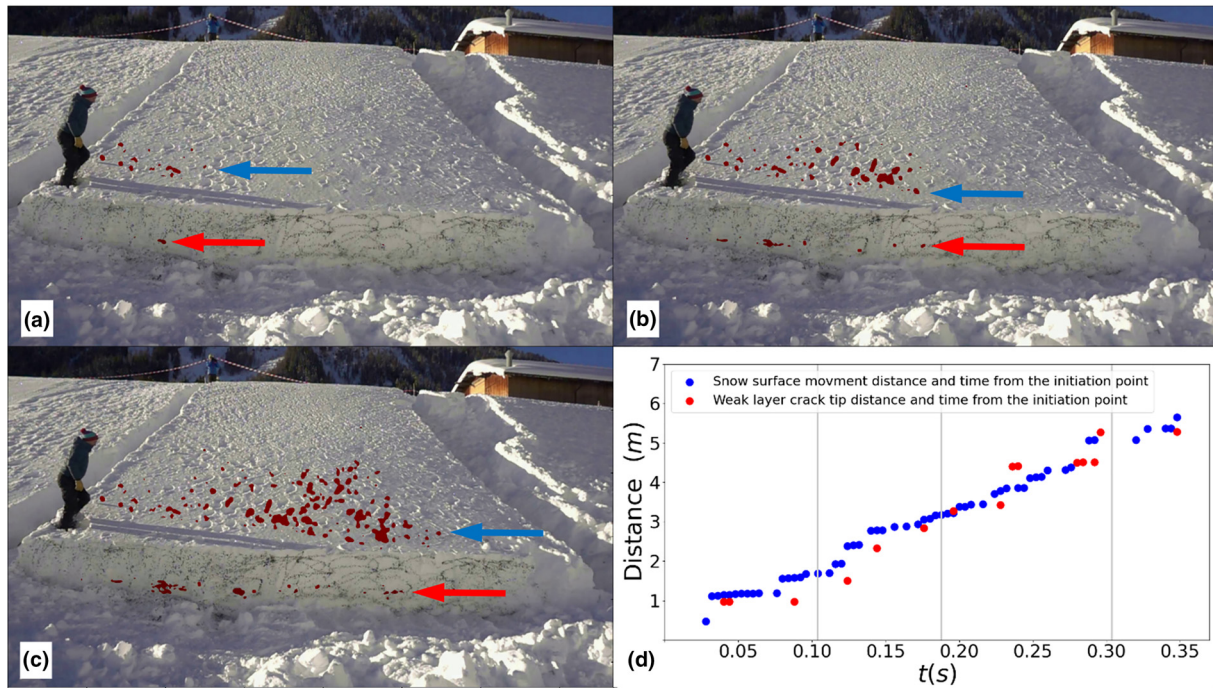 (a)
(b)
(c)
7
6
5
4
3
2
1
Distance (m)
Snow surface movment distance and time from the initiation point
Weak layer crack tip distance and time from the initiation point
0.05
0.10
0.15
0.20
0.25
0.30
0.35
t(s)
(d)